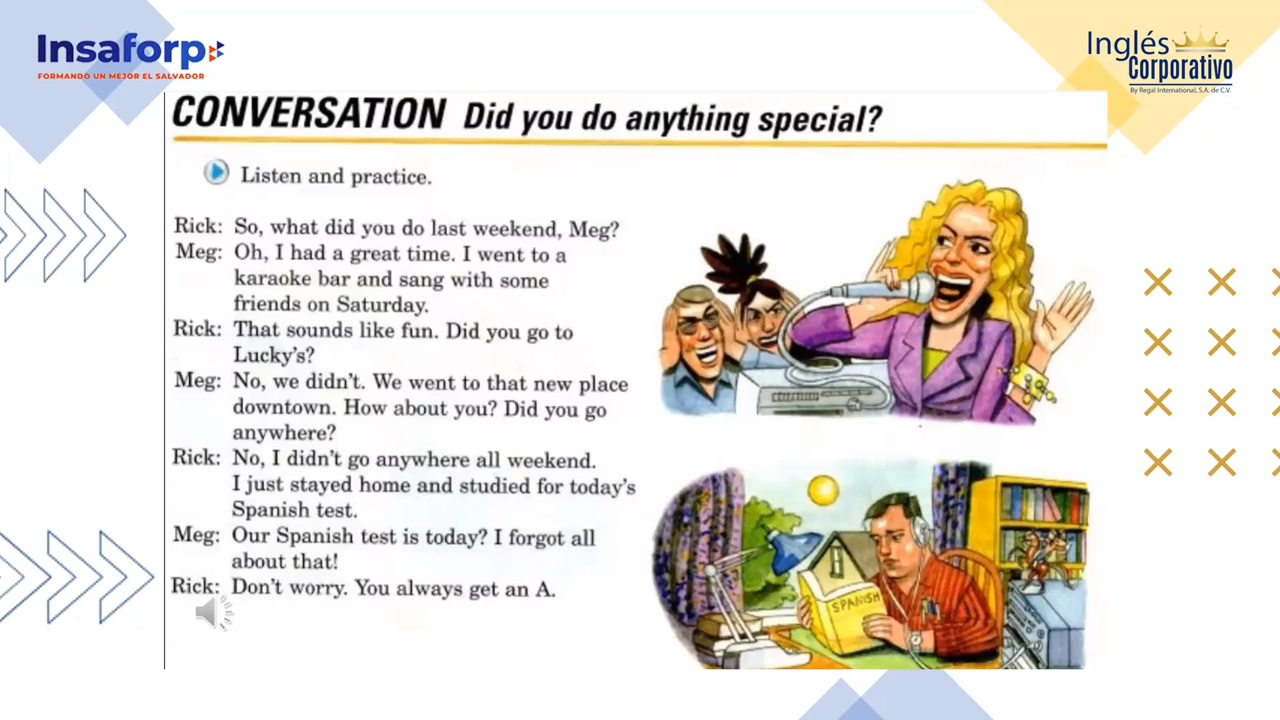 Insaforp
FORMANDO UN MEJOR EL SALVADOR
Inglés
Corporativo
By Regal International, S.A. de C.V.
CONVERSATION Did you do anything special?
Listen and practice.
Rick: So, what did you do last weekend, Meg?
Meg: Oh, I had a great time. I went to a
karaoke bar and sang with some
friends on Saturday.
Rick: That sounds like fun. Did you go to
Lucky's?
Meg: No, we didn't. We went to that new place
downtown. How about you? Did you go
anywhere?
Rick: No, I didn't go anywhere all weekend.
I just stayed home and studied for today's
Spanish test.
Meg: Our Spanish test is today? I forgot all
about that!
Rick: Don't worry. You always get an A.
SPANISH